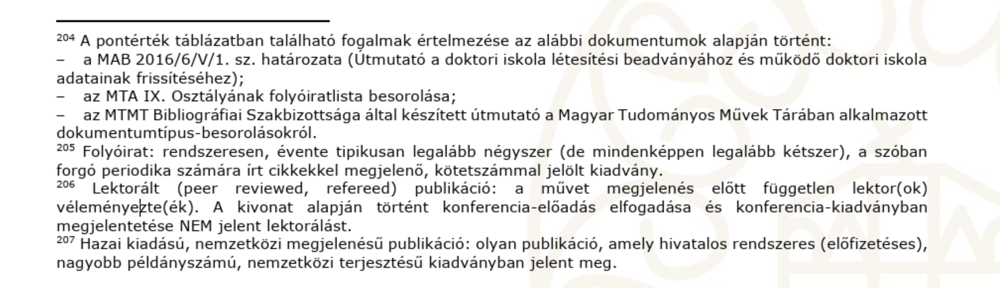 204 A pontérték táblázatban található fogalmak értelmezése az alábbi dokumentumok alapján történt:
– a MAB 2016/6/V/1. sz. határozata (Útmutató a doktori iskola létesítési beadványához és működő doktori iskola
adatainak frissítéséhez);
– az MTA IX. Osztályának folyóiratlista besorolása;
– az MTMT Bibliográfiai Szakbizottsága által készített útmutató a Magyar Tudományos Művek Tárában alkalmazott
dokumentumtípus-besorolásokról.
205 Folyóirat: rendszeresen, évente tipikusan legalább négyszer (de mindenképpen legalább kétszer), a szóban
forgó periodika számára írt cikkekkel megjelenő, kötetszámmal jelölt kiadvány.
206 Lektorált (peer reviewed, refereed) publikáció: a művet megjelenés előtt független lektor(ok)
véleményezte(ék). A kivonat alapján történt konferencia-előadás elfogadása és konferencia-kiadványban
megjelentetése NEM jelent lektorálást.
207 Hazai kiadású, nemzetközi megjelenésű publikáció: olyan publikáció, amely hivatalos rendszeres (előfizetéses),
nagyobb példányszámú, nemzetközi terjesztésű kiadványban jelent meg.